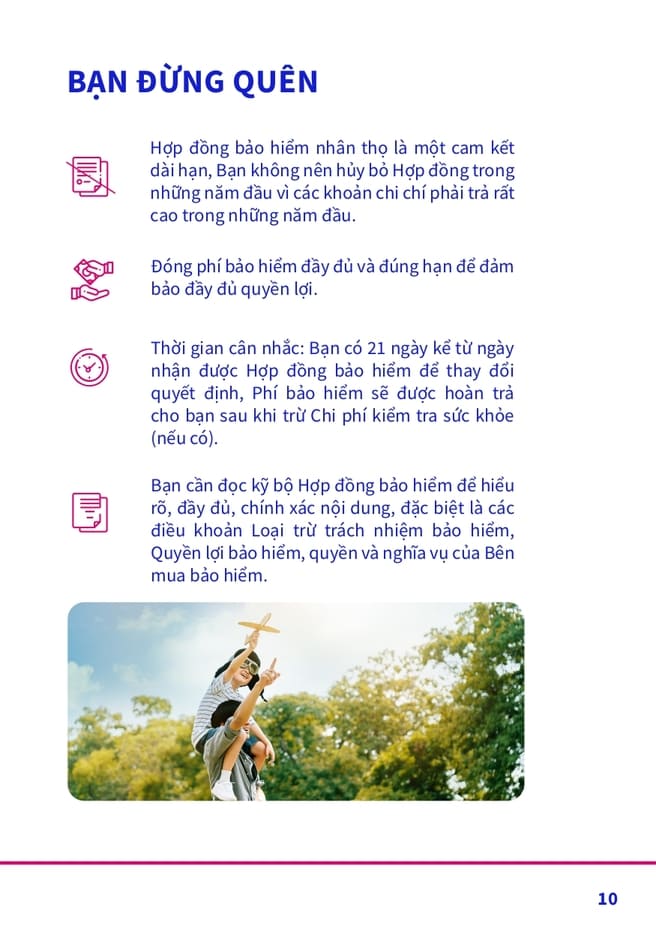 BẠN ĐỪNG QUÊN
Hợp đồng bảo hiểm nhân thọ là một cam kết
dài hạn, Bạn không nên hủy bỏ Hợp đồng trong
những năm đầu vì các khoản chi chí phải trả rất
cao trong những năm đầu.
Đóng phí bảo hiểm đầy đủ và đúng hạn để đảm
bảo đầy đủ quyền lợi.
Thời gian cân nhắc: Bạn có 21 ngày kể từ ngày
nhận được Hợp đồng bảo hiểm để thay đổi
quyết định, Phí bảo hiểm sẽ được hoàn trả
cho bạn sau khi trừ Chi phí kiểm tra sức khỏe
(nếu có).
Bạn cần đọc kỹ bộ Hợp đồng bảo hiểm để hiểu
rõ, đầy đủ, chính xác nội dung, đặc biệt là các
điều khoản Loại trừ trách nhiệm bảo hiểm,
Quyền lợi bảo hiểm, quyền và nghĩa vụ của Bên
mua bảo hiểm.
10